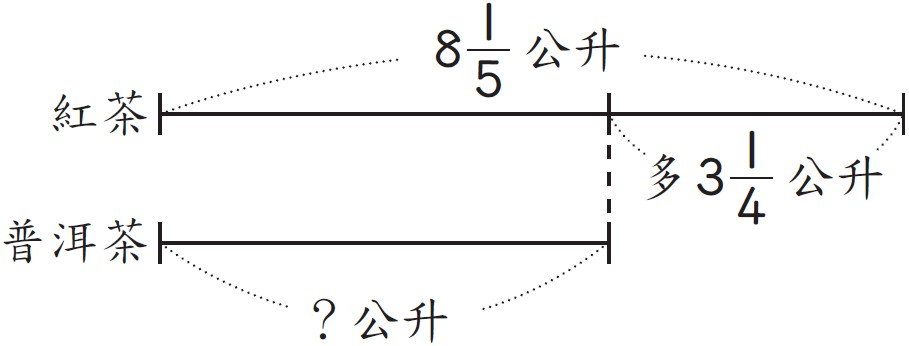 8 1/5 公升
紅茶
多 3 1/4 公升
普洱茶
? 公升